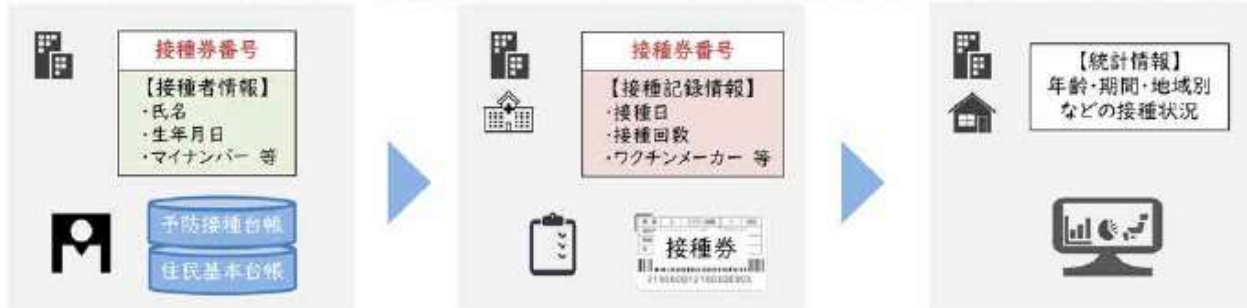 接種券番号
【接種者情報】
・氏名
・生年月日
・マイナンバー 等
予防接種台帳
住民基本台帳
接種券番号
【接種記録情報】
・接種日
・接種回数
・ワクチンメーカー 等
接種券
【統計情報】
年齢・期間・地域別
などの接種状況